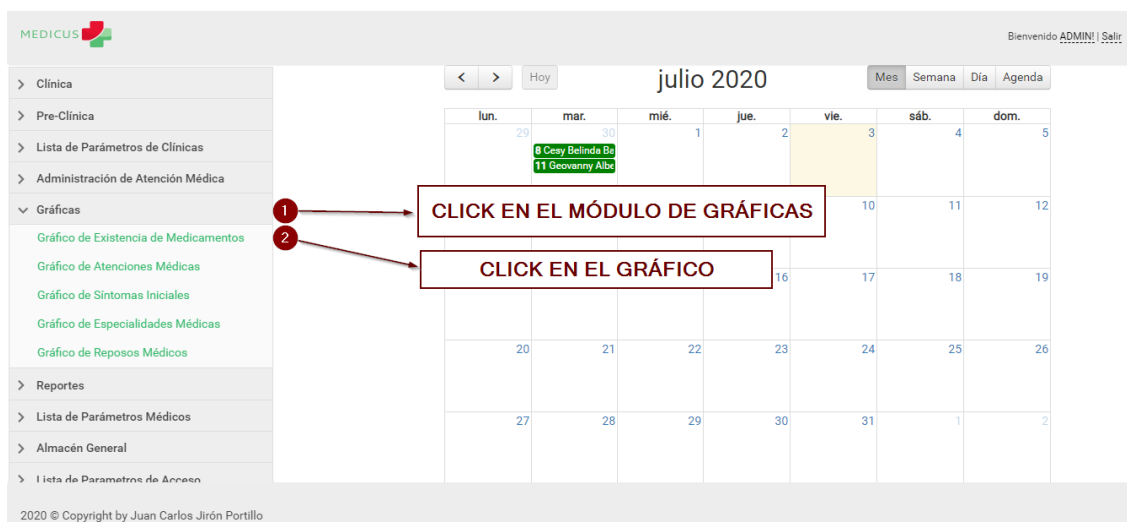 MEDICUS
Bienvenido ADMIN! | Salir
Clínica
Pre-Clínica
Lista de Parámetros de Clínicas
Administración de Atención Médica
Gráficas
Gráfico de Existencia de Medicamentos
Gráfico de Atenciones Médicas
Gráfico de Síntomas Iniciales
Gráfico de Especialidades Médicas
Gráfico de Reposos Médicos
Reportes
Lista de Parámetros Médicos
Almacén General
Lista de Parametros de Acceso
Hoy
julio 2020
Mes Semana Día Agenda
lun. mar. mié. jue. vie. sáb. dom.
29 30 1 2 3 4 5
8 Cesy Belinda Ba
11 Geovanny Albe
1
CLICK EN EL MÓDULO DE GRÁFICAS
10 11 12
2
CLICK EN EL GRÁFICO
16 17 18 19
20 21 22 23 24 25 26
27 28 29 30 31 1 2
2020 © Copyright by Juan Carlos Jirón Portillo